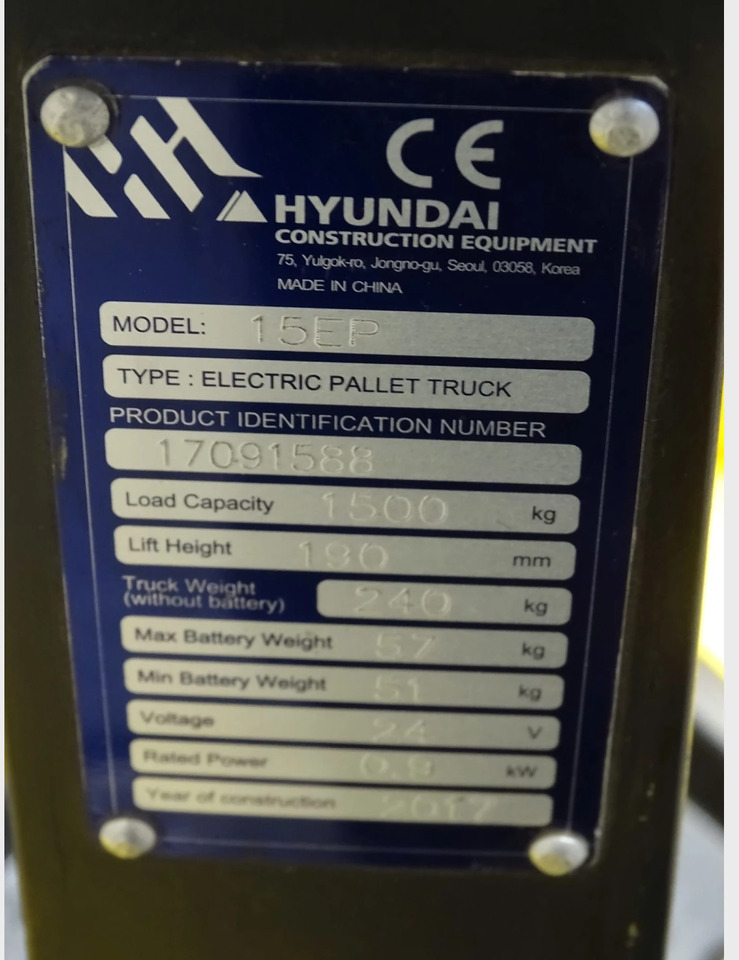 CE
HYUNDAI
CONSTRUCTION EQUIPMENT
75, Yulgok-ro, Jongno-gu, Seoul, 03058, Korea
MADE IN CHINA
MODEL: 15EP
TYPE : ELECTRIC PALLET TRUCK
PRODUCT IDENTIFICATION NUMBER
17091588
Load Capacity 1500 kg
Lift Height 190 mm
Truck Weight
(without battery) 240 kg
Max Battery Weight 57 kg
Min Battery Weight 51 kg
Voltage 24 V
Rated Power 0.9 kW
Year of construction 2017